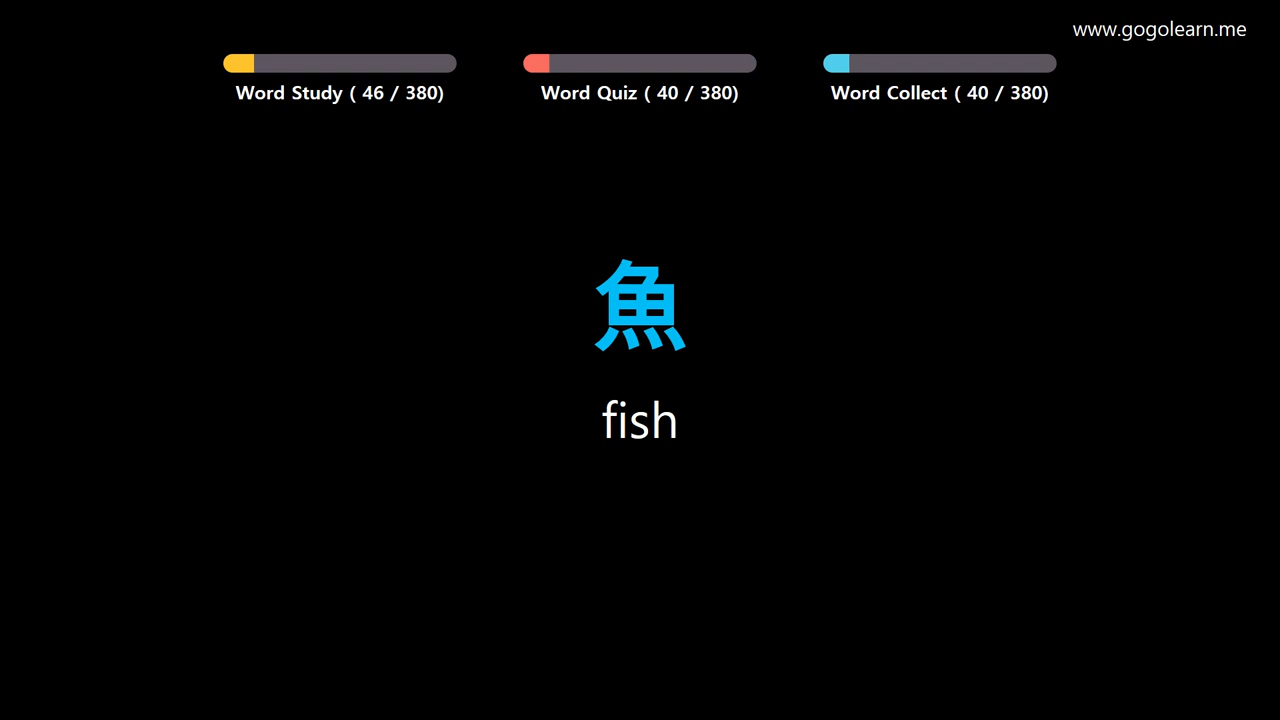 www.gogolearn.me
Word Study ( 46 / 380)
Word Quiz ( 40 / 380)
Word Collect ( 40 / 380)
魚
fish